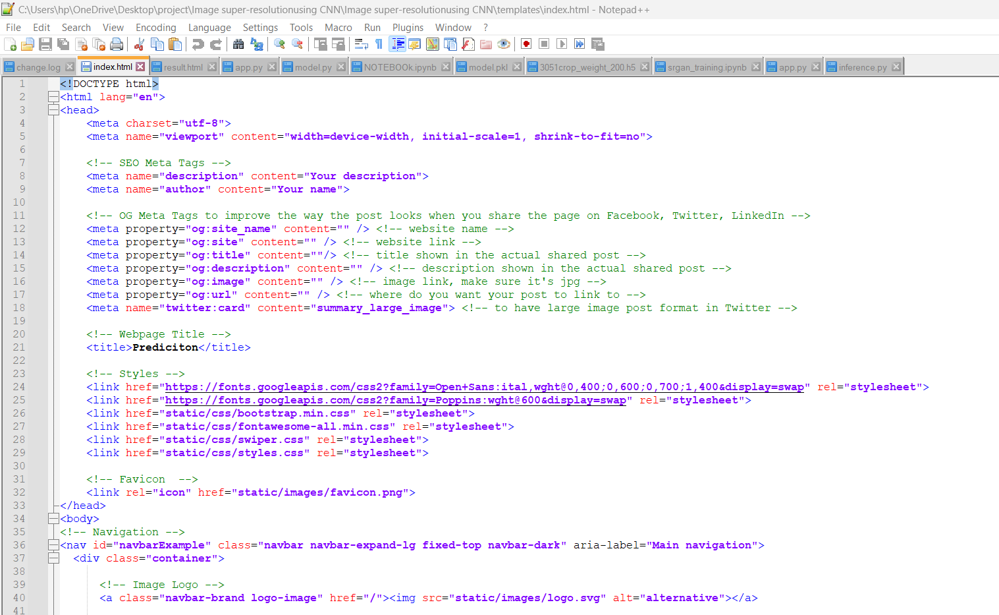 C:\Users\hp\OneDrive\Desktop\project\Image super-resolutionusing CNN\Image super-resolutionusing CNN\templates\index.html - Notepad++
File Edit Search View Encoding Language Settings Tools Macro Run Plugins Window ?
change.log index.html result.html app.py model.py NOTEBOOk.ipynb model.pkl 3051crop_weight_200.h5 srgan_training.ipynb app.py inference.py
1 <!DOCTYPE html>
2 <html lang="en">
3 <head>
4 <meta charset="utf-8">
5 <meta name="viewport" content="width=device-width, initial-scale=1, shrink-to-fit=no">
6
7 <!-- SEO Meta Tags -->
8 <meta name="description" content="Your description">
9 <meta name="author" content="Your name">
10
11 <!-- OG Meta Tags to improve the way the post looks when you share the page on Facebook, Twitter, LinkedIn -->
12 <meta property="og:site_name" content="" /> <!-- website name -->
13 <meta property="og:site" content="" /> <!-- website link -->
14 <meta property="og:title" content=""/> <!-- title shown in the actual shared post -->
15 <meta property="og:description" content="" /> <!-- description shown in the actual shared post -->
16 <meta property="og:image" content="" /> <!-- image link, make sure it's jpg -->
17 <meta property="og:url" content="" /> <!-- where do you want your post to link to -->
18 <meta name="twitter:card" content="summary_large_image"> <!-- to have large image post format in Twitter -->
19
20 <!-- Webpage Title -->
21 <title>Prediciton</title>
22
23 <!-- Styles -->
24 <link href="https://fonts.googleapis.com/css2?family=Open+Sans:ital,wght@0,400;0,600;0,700;1,400&display=swap" rel="stylesheet">
25 <link href="https://fonts.googleapis.com/css2?family=Poppins:wght@600&display=swap" rel="stylesheet">
26 <link href="static/css/bootstrap.min.css" rel="stylesheet">
27 <link href="static/css/fontawesome-all.min.css" rel="stylesheet">
28 <link href="static/css/swiper.css" rel="stylesheet">
29 <link href="static/css/styles.css" rel="stylesheet">
30
31 <!-- Favicon  -->
32 <link rel="icon" href="static/images/favicon.png">
33 </head>
34 <body>
35 <!-- Navigation -->
36 <nav id="navbarExample" class="navbar navbar-expand-lg fixed-top navbar-dark" aria-label="Main navigation">
37 <div class="container">
38
39 <!-- Image Logo -->
40 <a class="navbar-brand logo-image" href="/"><img src="static/images/logo.svg" alt="alternative"></a>
41